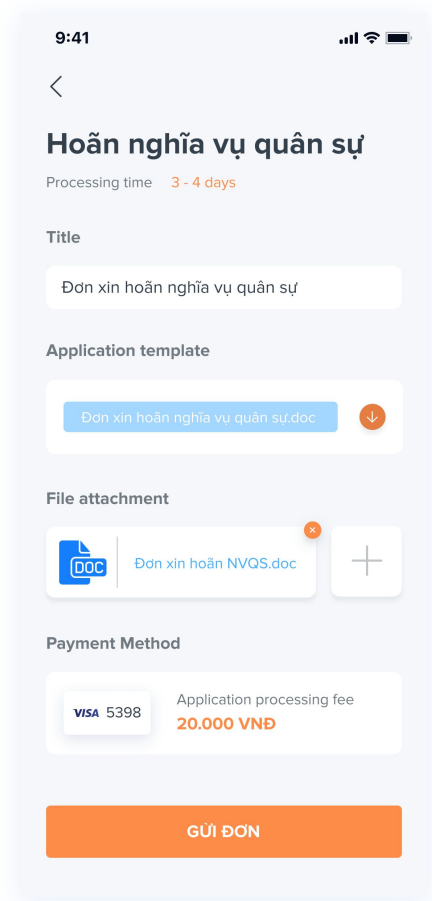 9:41
Hoãn nghĩa vụ quân sự
Processing time 3 - 4 days
Title
Đơn xin hoãn nghĩa vụ quân sự
Application template
Đơn xin hoãn nghĩa vụ quân sự.doc
File attachment
DOC Đơn xin hoãn NVQS.doc
Payment Method
Application processing fee
VISA 5398
20.000 VNĐ
GỬI ĐƠN